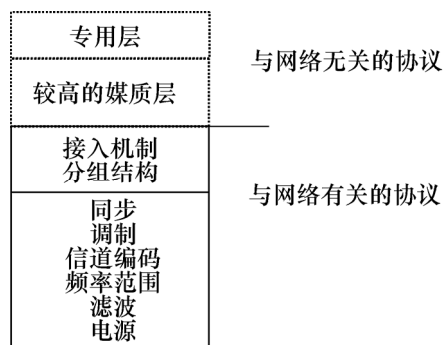 专用层
与网络无关的协议
较高的媒质层
接入机制
分组结构
与网络有关的协议
同步
调制
信道编码
频率范围
滤波
电源